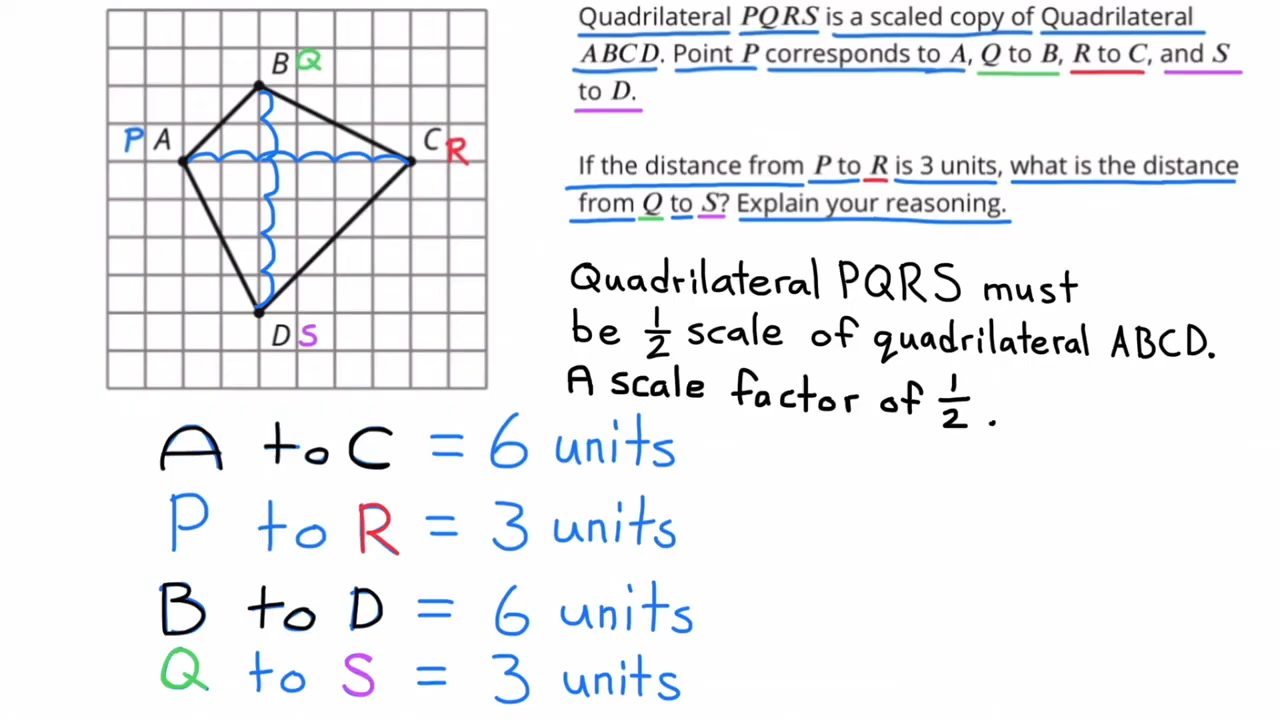 B Q
P A
C R
D S
Quadrilateral PQRS is a scaled copy of Quadrilateral
ABCD. Point P corresponds to A, Q to B, R to C, and S
to D.
If the distance from P to R is 3 units, what is the distance
from Q to S? Explain your reasoning.
Quadrilateral PQRS must
be 1/2 scale of quadrilateral ABCD.
A scale factor of 1/2.
A to C = 6 units
P to R = 3 units
B to D = 6 units
Q to S = 3 units